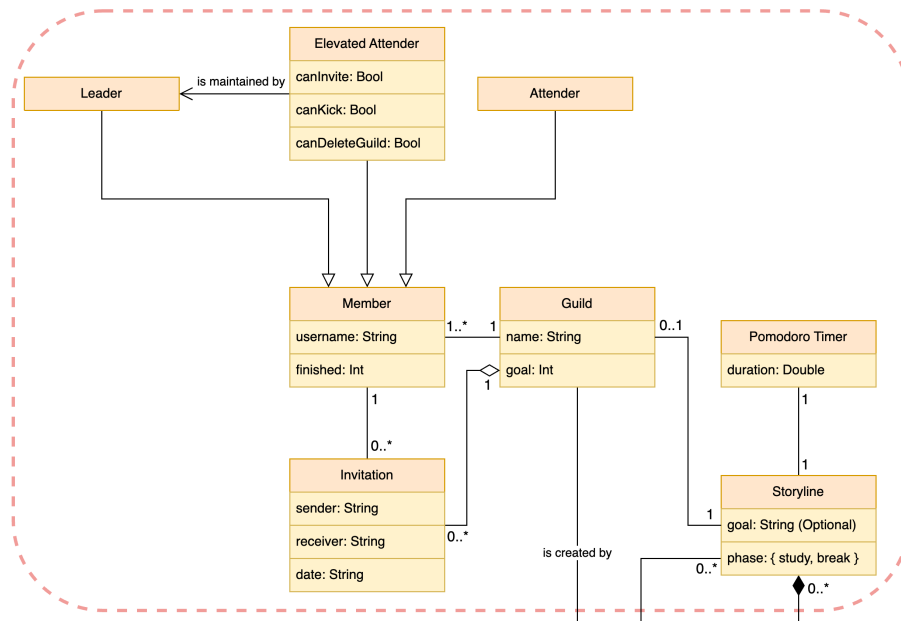 Elevated Attender
canInvite: Bool
canKick: Bool
canDeleteGuild: Bool
is maintained by
Leader
Attender
Member
username: String
finished: Int
1..*
1
Guild
name: String
goal: Int
0..1
1
Pomodoro Timer
duration: Double
1
1
1
0..*
Invitation
sender: String
receiver: String
date: String
0..*
is created by
Storyline
goal: String (Optional)
phase: { study, break }
1
0..*
0..*